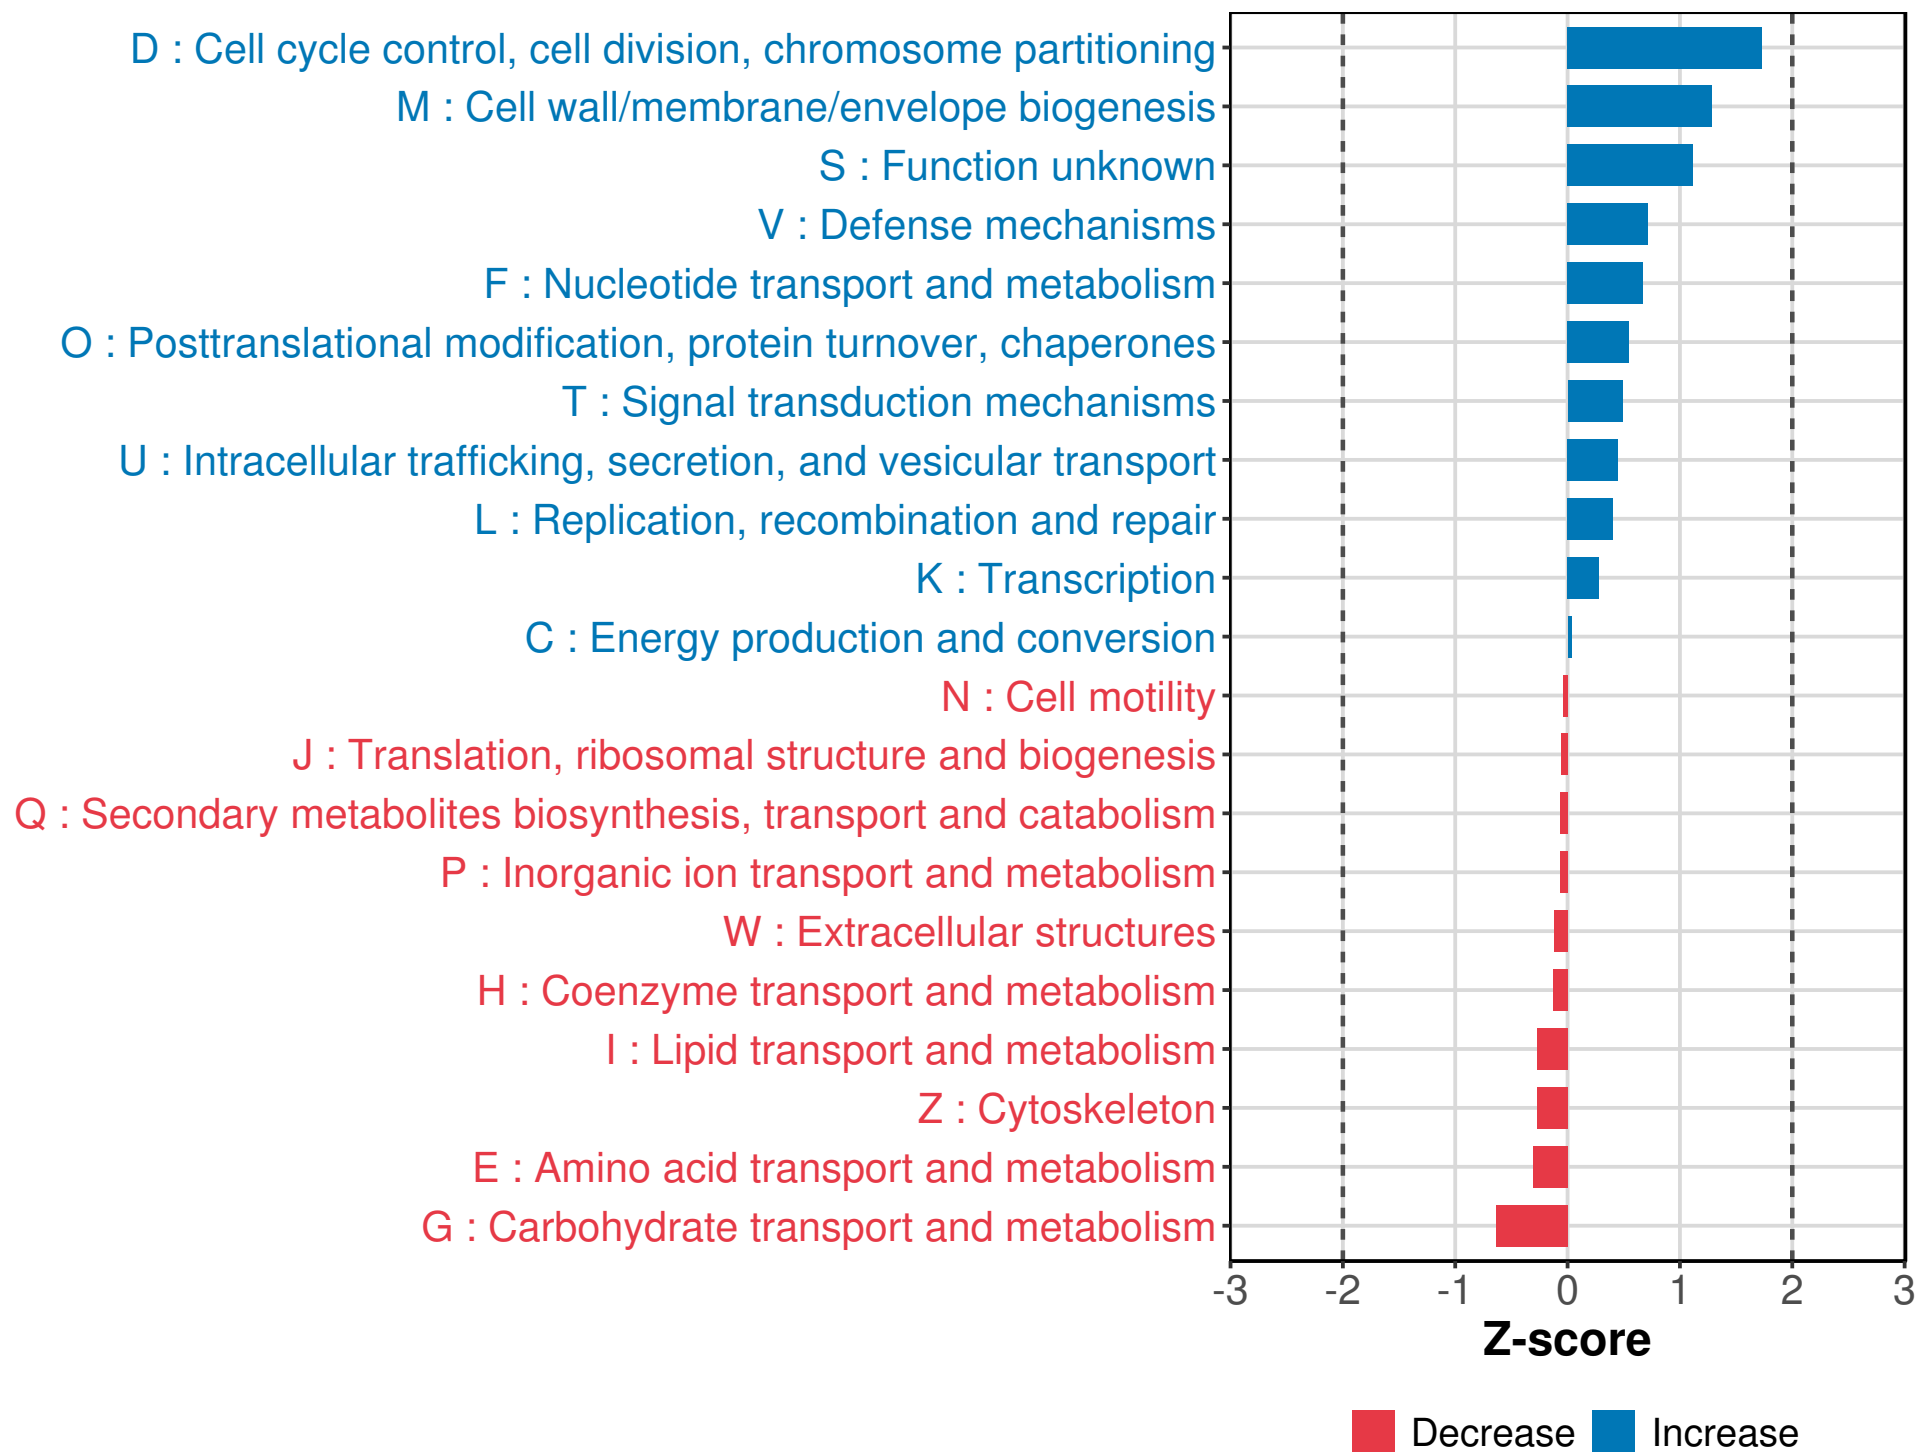 D : Cell cycle control, cell division, chromosome partitioning
M : Cell wall/membrane/envelope biogenesis
S : Function unknown
V : Defense mechanisms
F : Nucleotide transport and metabolism
O : Posttranslational modification, protein turnover, chaperones
T : Signal transduction mechanisms
U : Intracellular trafficking, secretion, and vesicular transport
L : Replication, recombination and repair
K : Transcription
C : Energy production and conversion
N : Cell motility
J : Translation, ribosomal structure and biogenesis
Q : Secondary metabolites biosynthesis, transport and catabolism
P : Inorganic ion transport and metabolism
W : Extracellular structures
H : Coenzyme transport and metabolism
I : Lipid transport and metabolism
Z : Cytoskeleton
E : Amino acid transport and metabolism
G : Carbohydrate transport and metabolism
-3 -2 -1 0 1 2 3
Z-score
Decrease Increase